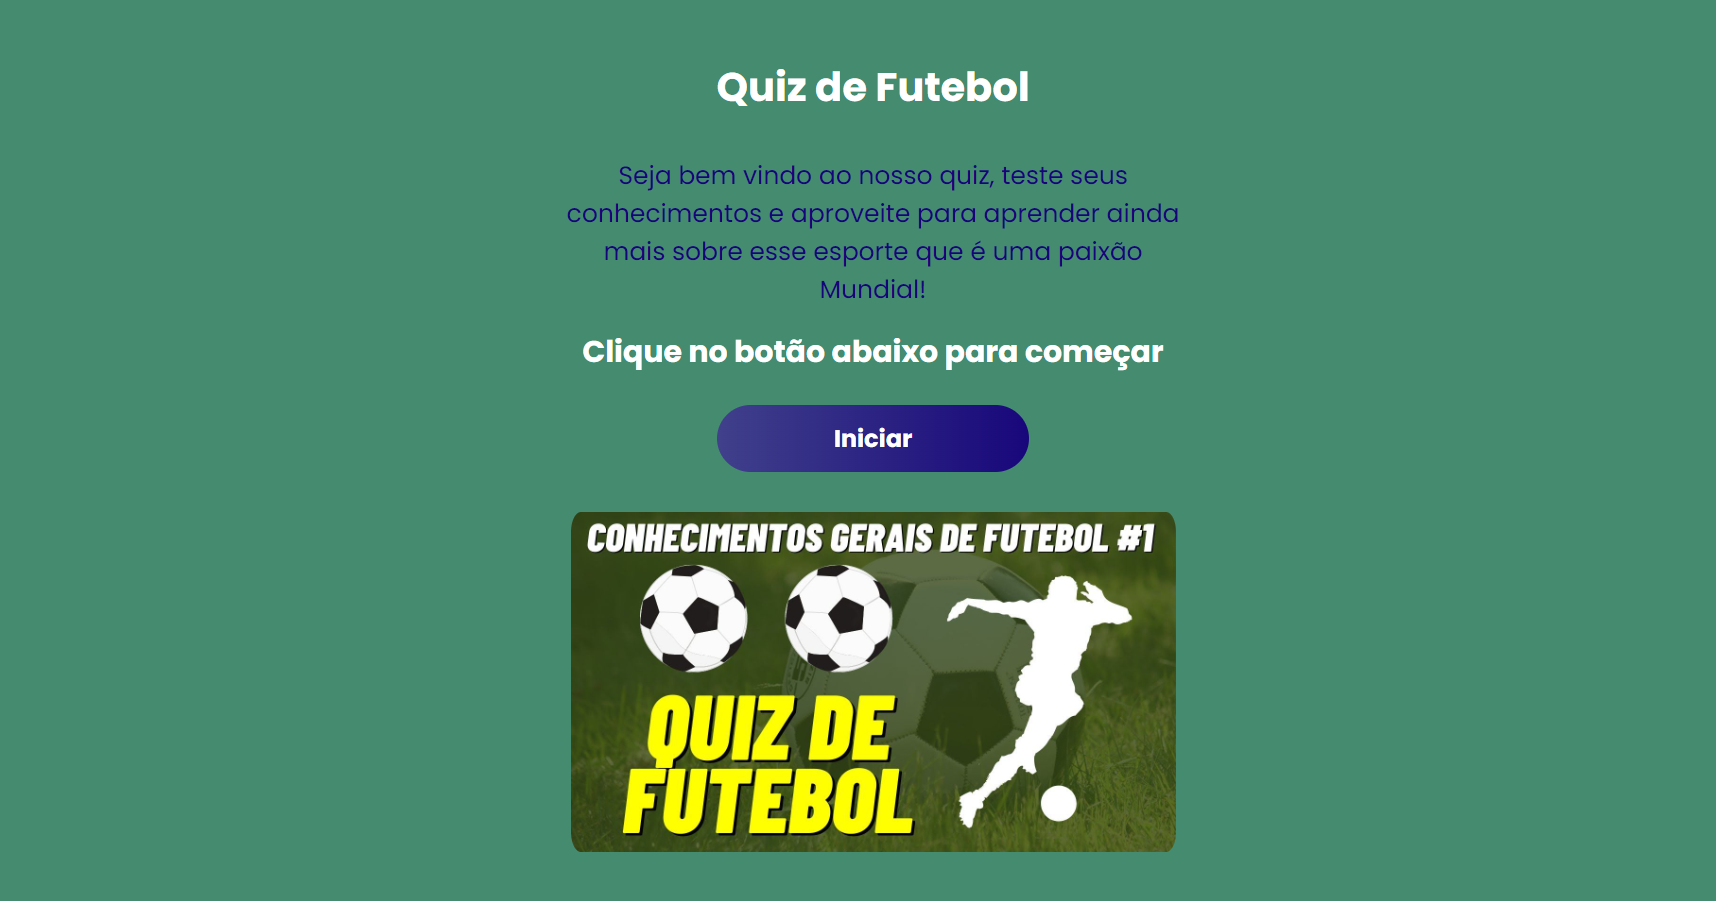 Quiz de Futebol
Seja bem vindo ao nosso quiz, teste seus
conhecimentos e aproveite para aprender ainda
mais sobre esse esporte que é uma paixão
Mundial!
Clique no botão abaixo para começar
Iniciar
CONHECIMENTOS GERAIS DE FUTEBOL #1
QUIZ DE
FUTEBOL